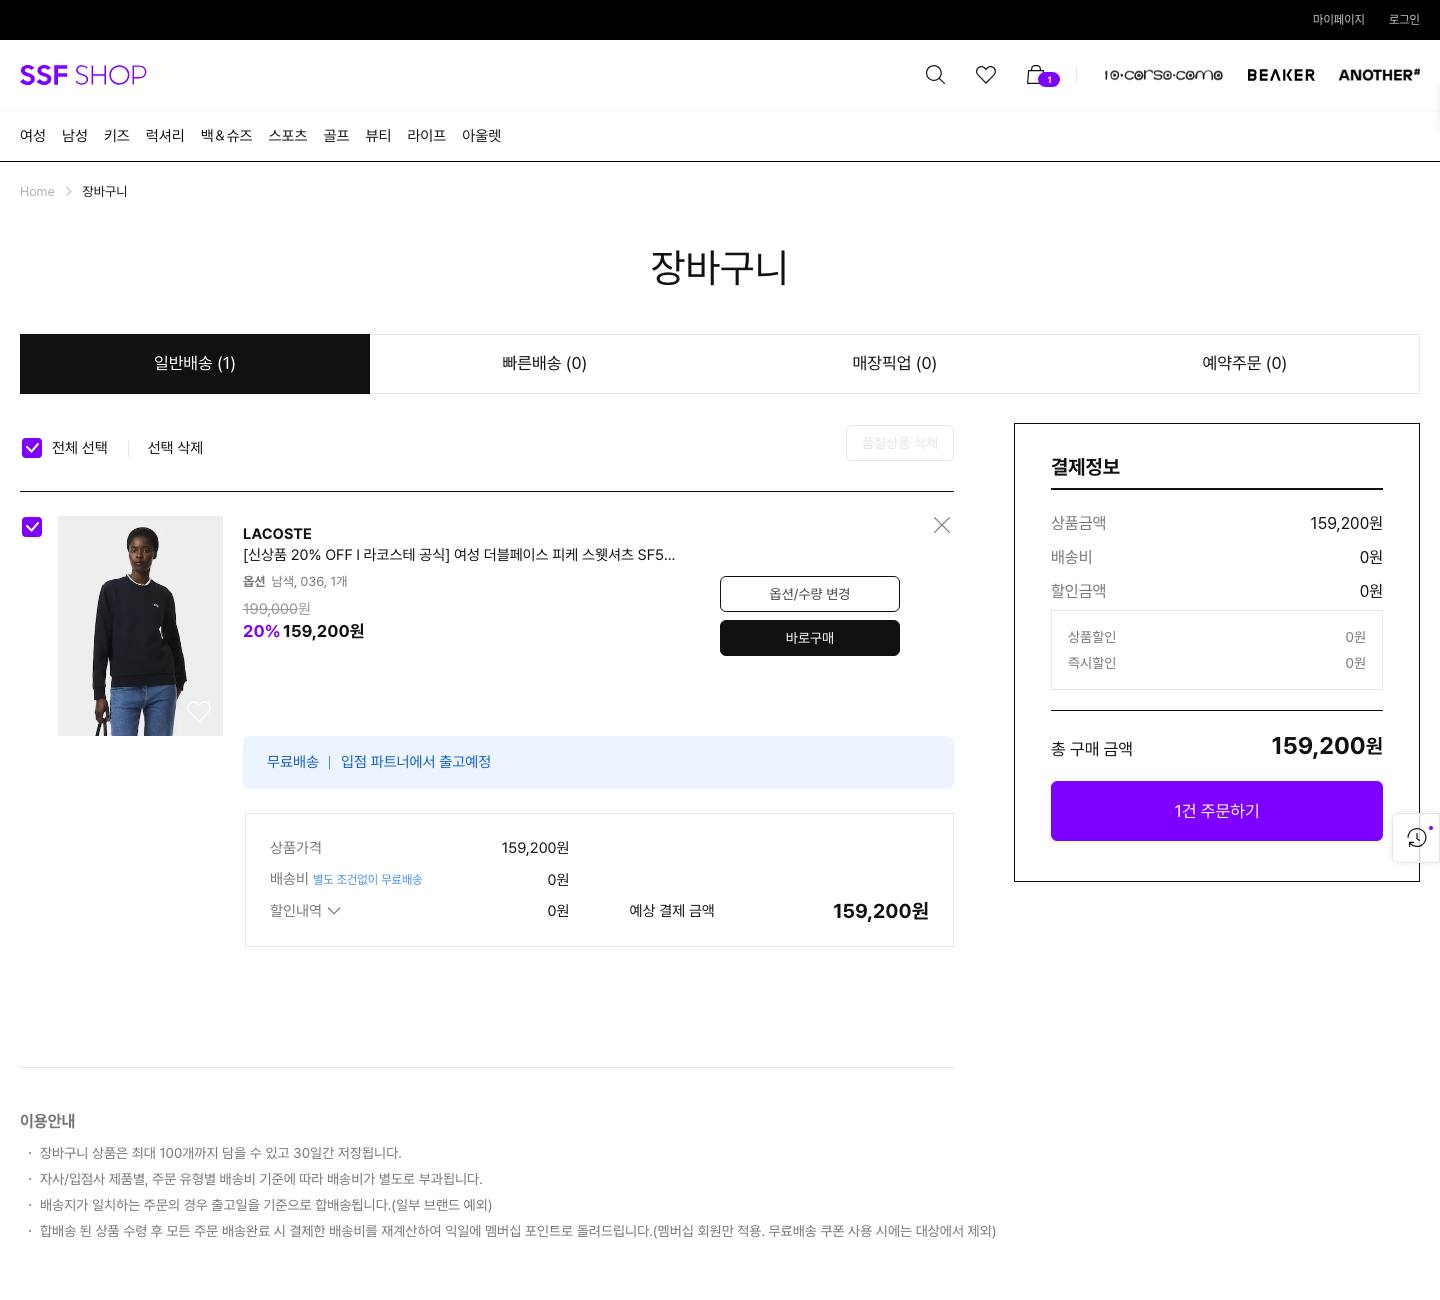 마이페이지 로그인
SSF SHOP
1
10·corso·como BEAKER ANOTHER#
여성 남성 키즈 럭셔리 백&슈즈 스포츠 골프 뷰티 라이프 아울렛
Home 장바구니
장바구니
일반배송 (1) 빠른배송 (0) 매장픽업 (0) 예약주문 (0)
전체 선택 선택 삭제 품절상품 삭제
LACOSTE
[신상품 20% OFF l 라코스테 공식] 여성 더블페이스 피케 스웻셔츠 SF5...
옵션 남색, 036, 1개
199,000원
20% 159,200원
옵션/수량 변경
바로구매
무료배송 | 입점 파트너에서 출고예정
상품가격 159,200원
배송비 별도 조건없이 무료배송 0원
할인내역 0원 예상 결제 금액 159,200원
결제정보
상품금액 159,200원
배송비 0원
할인금액 0원
상품할인 0원
즉시할인 0원
총 구매 금액 159,200원
1건 주문하기
이용안내
· 장바구니 상품은 최대 100개까지 담을 수 있고 30일간 저장됩니다.
· 자사/입점사 제품별, 주문 유형별 배송비 기준에 따라 배송비가 별도로 부과됩니다.
· 배송지가 일치하는 주문의 경우 출고일을 기준으로 합배송됩니다.(일부 브랜드 예외)
· 합배송 된 상품 수령 후 모든 주문 배송완료 시 결제한 배송비를 재계산하여 익일에 멤버십 포인트로 돌려드립니다.(멤버십 회원만 적용. 무료배송 쿠폰 사용 시에는 대상에서 제외)